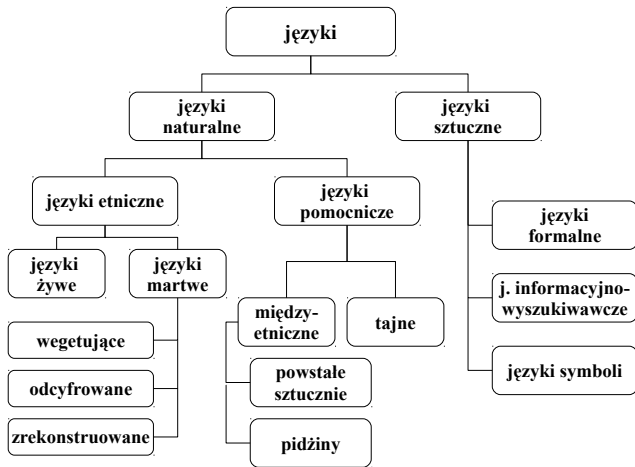 języki
języki
naturalne
języki
sztuczne
języki etniczne
języki
pomocnicze
języki
żywe
języki
martwe
wegetujące
odcyfrowane
zrekonstruowane
między-
etniczne
tajne
powstałe
sztucznie
pidżiny
języki
formalne
j. informacyjno-
wyszukiwawcze
języki symboli